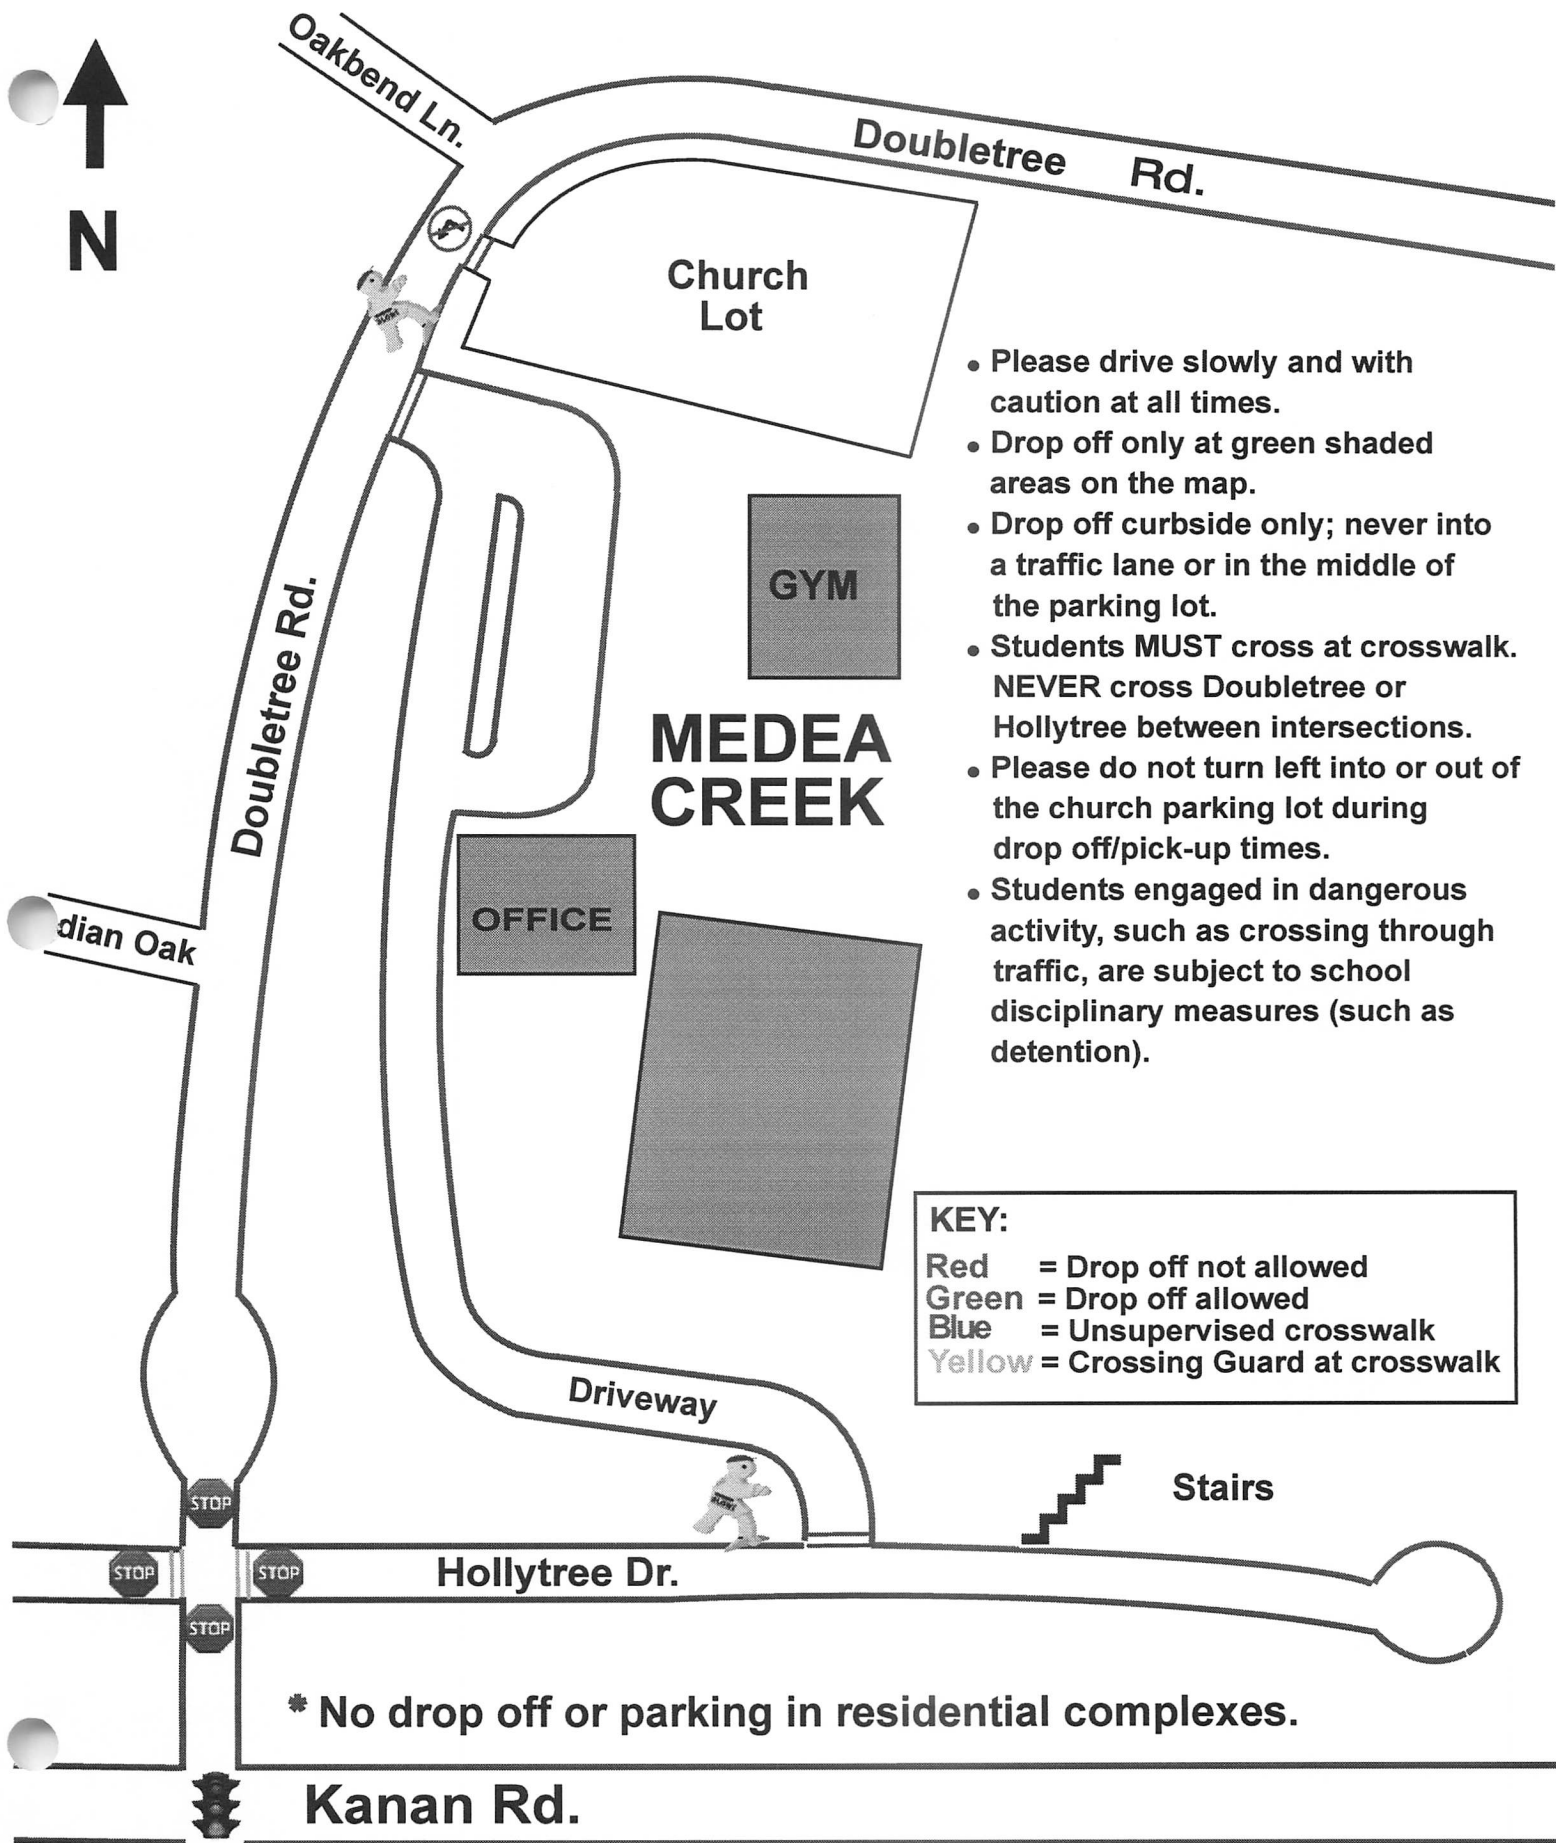 Oakbend Ln.
Doubletree Rd.
N
Church
Lot
• Please drive slowly and with
caution at all times.
• Drop off only at green shaded
areas on the map.
• Drop off curbside only; never into
a traffic lane or in the middle of
the parking lot.
• Students MUST cross at crosswalk.
NEVER cross Doubletree or
Hollytree between intersections.
• Please do not turn left into or out of
the church parking lot during
drop off/pick-up times.
• Students engaged in dangerous
activity, such as crossing through
traffic, are subject to school
disciplinary measures (such as
detention).
GYM
Doubletree Rd.
MEDEA
CREEK
OFFICE
dian Oak
KEY:
Red = Drop off not allowed
Green = Drop off allowed
Blue = Unsupervised crosswalk
Yellow = Crossing Guard at crosswalk
Driveway
Stairs
STOP
STOP
STOP
Hollytree Dr.
STOP
* No drop off or parking in residential complexes.
Kanan Rd.